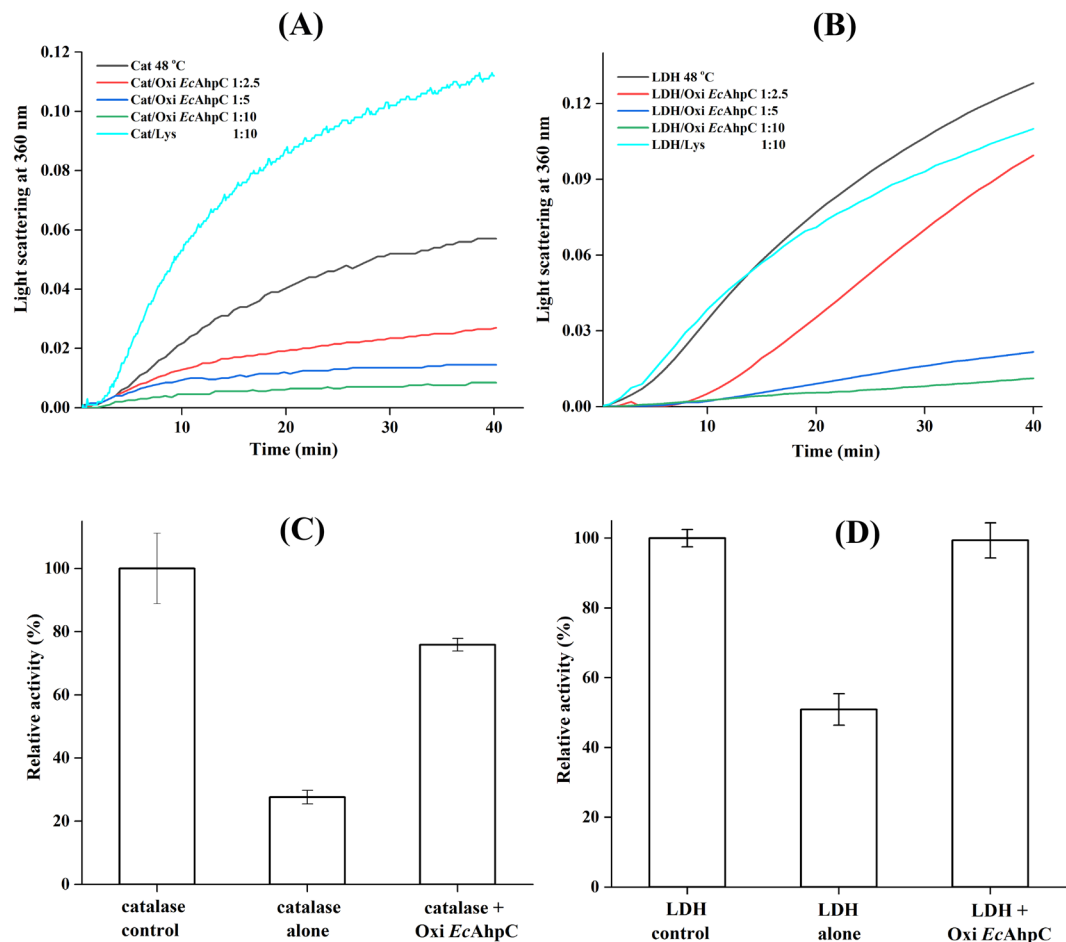 (A)
Light scattering at 360 nm
0.12
0.10
0.08
0.06
0.04
0.02
0.00
Cat 48 °C
Cat/Oxi EcAhpC 1:2.5
Cat/Oxi EcAhpC 1:5
Cat/Oxi EcAhpC 1:10
Cat/Lys 1:10
10 20 30 40
Time (min)
(B)
Light scattering at 360 nm
0.12
0.09
0.06
0.03
0.00
LDH 48 °C
LDH/Oxi EcAhpC 1:2.5
LDH/Oxi EcAhpC 1:5
LDH/Oxi EcAhpC 1:10
LDH/Lys 1:10
10 20 30 40
Time (min)
(C)
Relative activity (%)
100
80
60
40
20
0
catalase control
catalase alone
catalase + Oxi EcAhpC
(D)
Relative activity (%)
100
80
60
40
20
0
LDH control
LDH alone
LDH + Oxi EcAhpC